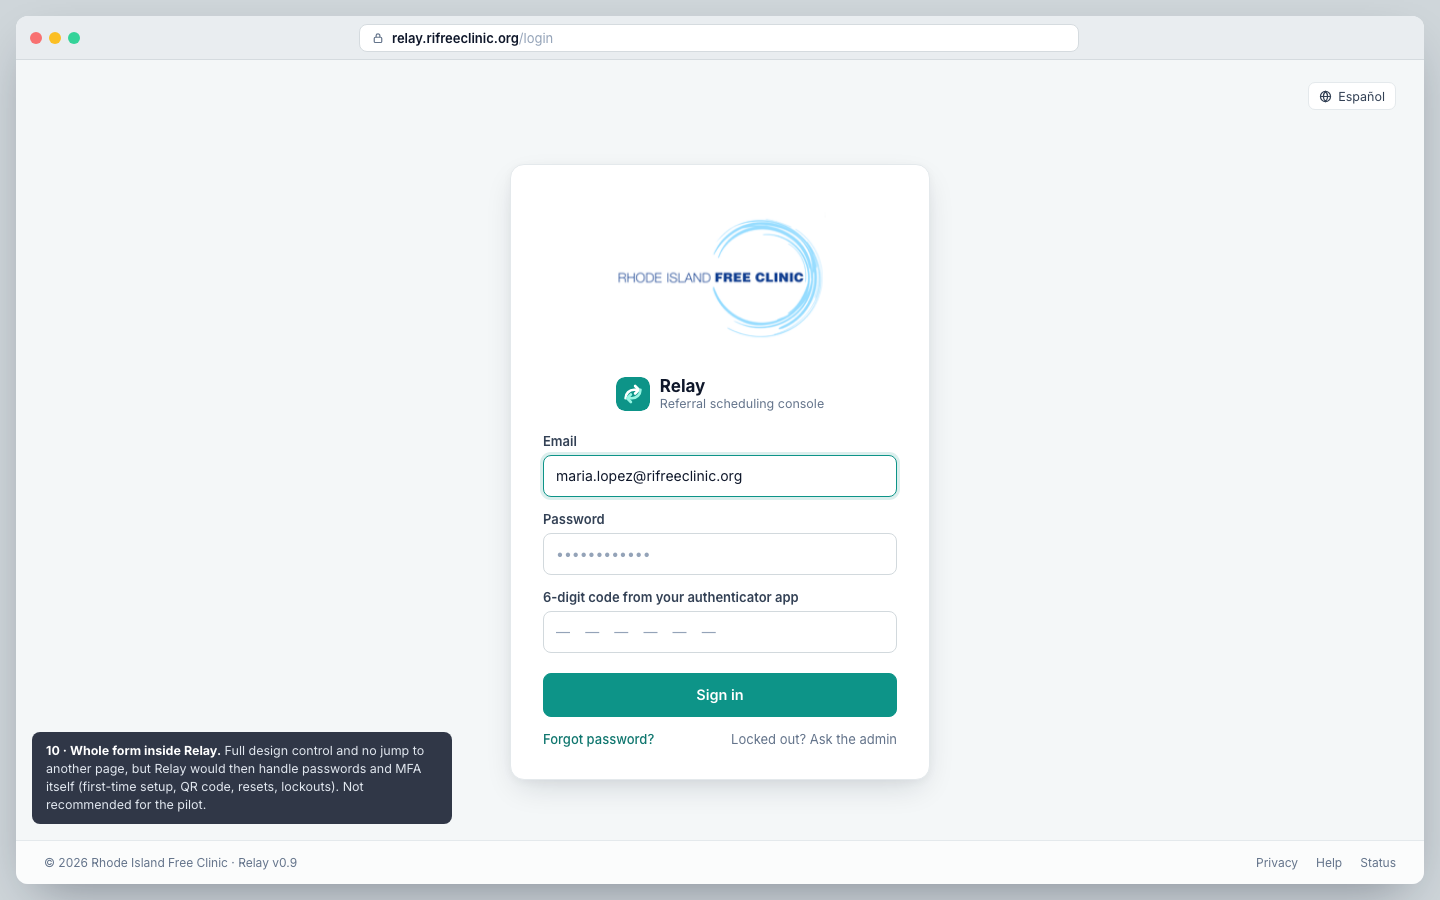 relay.rifreeclinic.org/login
Español
RHODE ISLAND FREE CLINIC
Relay
Referral scheduling console
Email
maria.lopez@rifreeclinic.org
Password
6-digit code from your authenticator app
Sign in
Forgot password?
Locked out? Ask the admin
10 · Whole form inside Relay. Full design control and no jump to
another page, but Relay would then handle passwords and MFA
itself (first-time setup, QR code, resets, lockouts). Not
recommended for the pilot.
© 2026 Rhode Island Free Clinic · Relay v0.9
Privacy Help Status